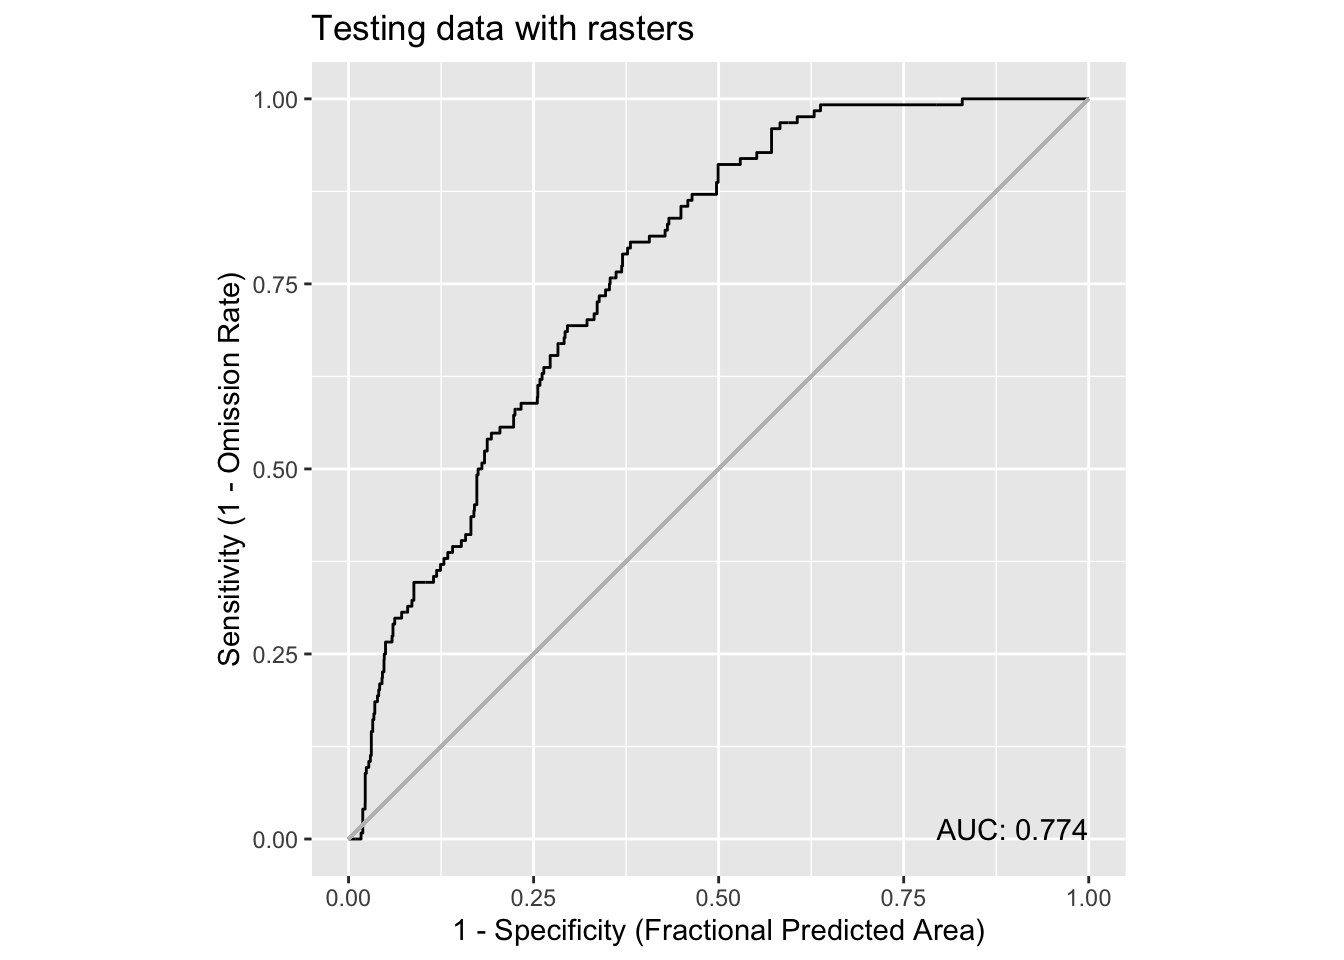 Testing data with rasters
Sensitivity (1 - Omission Rate)
1.00
0.75
0.50
0.25
0.00
AUC: 0.774
0.00 0.25 0.50 0.75 1.00
1 - Specificity (Fractional Predicted Area)